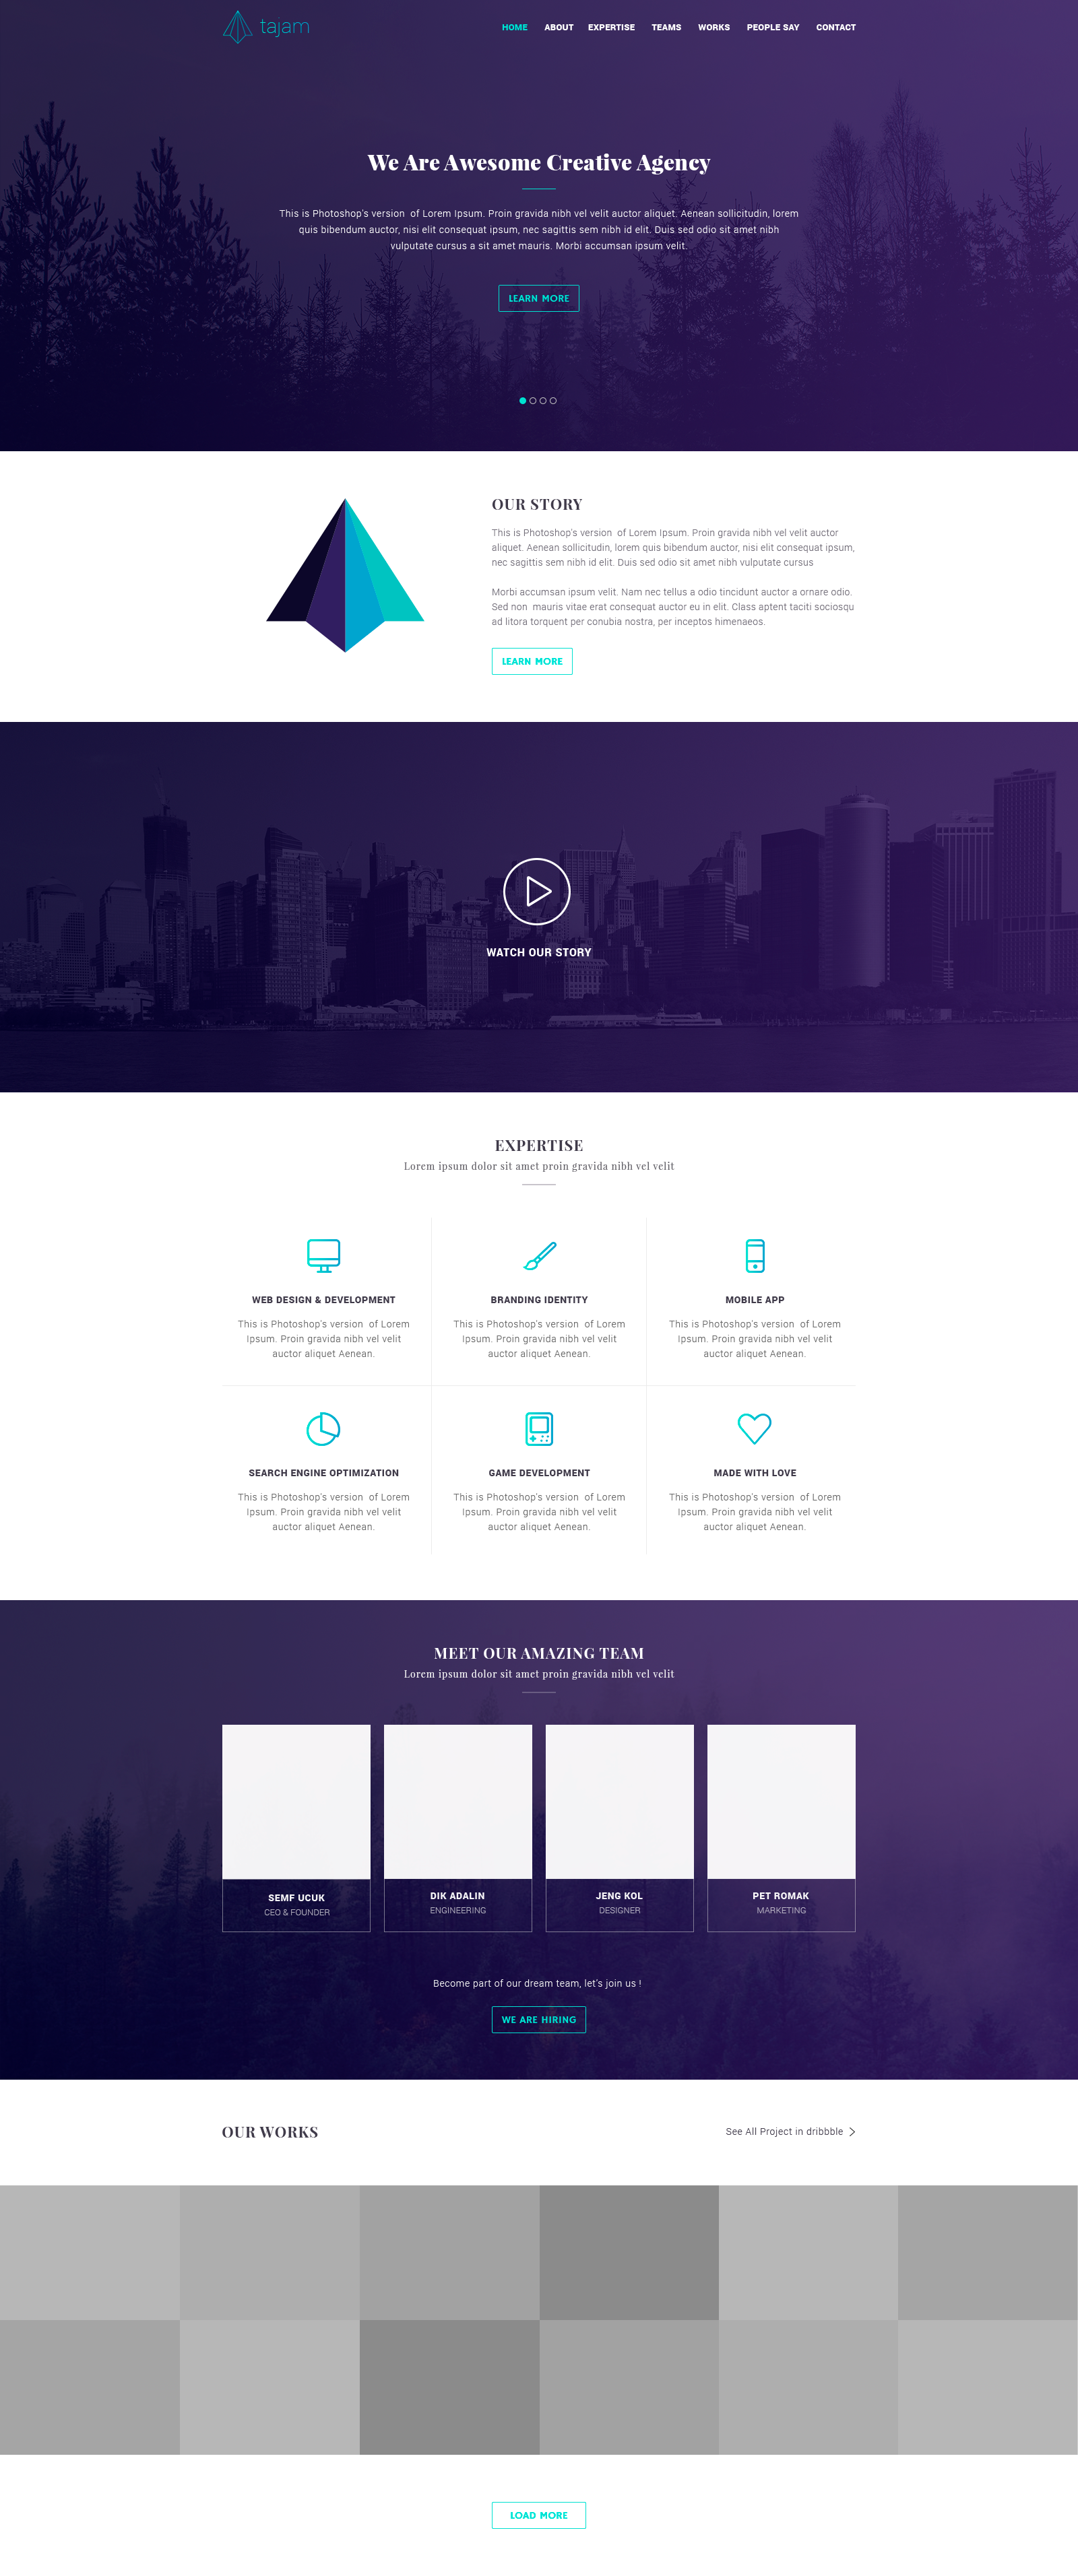 tajam
HOME ABOUT EXPERTISE TEAMS WORKS PEOPLE SAY CONTACT
We Are Awesome Creative Agency
This is Photoshop's version of Lorem Ipsum. Proin gravida nibh vel velit auctor aliquet. Aenean sollicitudin, lorem
quis bibendum auctor, nisi elit consequat ipsum, nec sagittis sem nibh id elit. Duis sed odio sit amet nibh
vulputate cursus a sit amet mauris. Morbi accumsan ipsum velit.
LEARN MORE
OUR STORY
This is Photoshop's version of Lorem Ipsum. Proin gravida nibh vel velit auctor
aliquet. Aenean sollicitudin, lorem quis bibendum auctor, nisi elit consequat ipsum,
nec sagittis sem nibh id elit. Duis sed odio sit amet nibh vulputate cursus
Morbi accumsan ipsum velit. Nam nec tellus a odio tincidunt auctor a ornare odio.
Sed non mauris vitae erat consequat auctor eu in elit. Class aptent taciti sociosqu
ad litora torquent per conubia nostra, per inceptos himenaeos.
LEARN MORE
WATCH OUR STORY
EXPERTISE
Lorem ipsum dolor sit amet proin gravida nibh vel velit
WEB DESIGN & DEVELOPMENT
This is Photoshop's version of Lorem
Ipsum. Proin gravida nibh vel velit
auctor aliquet Aenean.
BRANDING IDENTITY
This is Photoshop's version of Lorem
Ipsum. Proin gravida nibh vel velit
auctor aliquet Aenean.
MOBILE APP
This is Photoshop's version of Lorem
Ipsum. Proin gravida nibh vel velit
auctor aliquet Aenean.
SEARCH ENGINE OPTIMIZATION
This is Photoshop's version of Lorem
Ipsum. Proin gravida nibh vel velit
auctor aliquet Aenean.
GAME DEVELOPMENT
This is Photoshop's version of Lorem
Ipsum. Proin gravida nibh vel velit
auctor aliquet Aenean.
MADE WITH LOVE
This is Photoshop's version of Lorem
Ipsum. Proin gravida nibh vel velit
auctor aliquet Aenean.
MEET OUR AMAZING TEAM
Lorem ipsum dolor sit amet proin gravida nibh vel velit
SEMF UCUK
CEO & FOUNDER
DIK ADALIN
ENGINEERING
JENG KOL
DESIGNER
PET ROMAK
MARKETING
Become part of our dream team, let's join us !
WE ARE HIRING
OUR WORKS
See All Project in dribbble
LOAD MORE